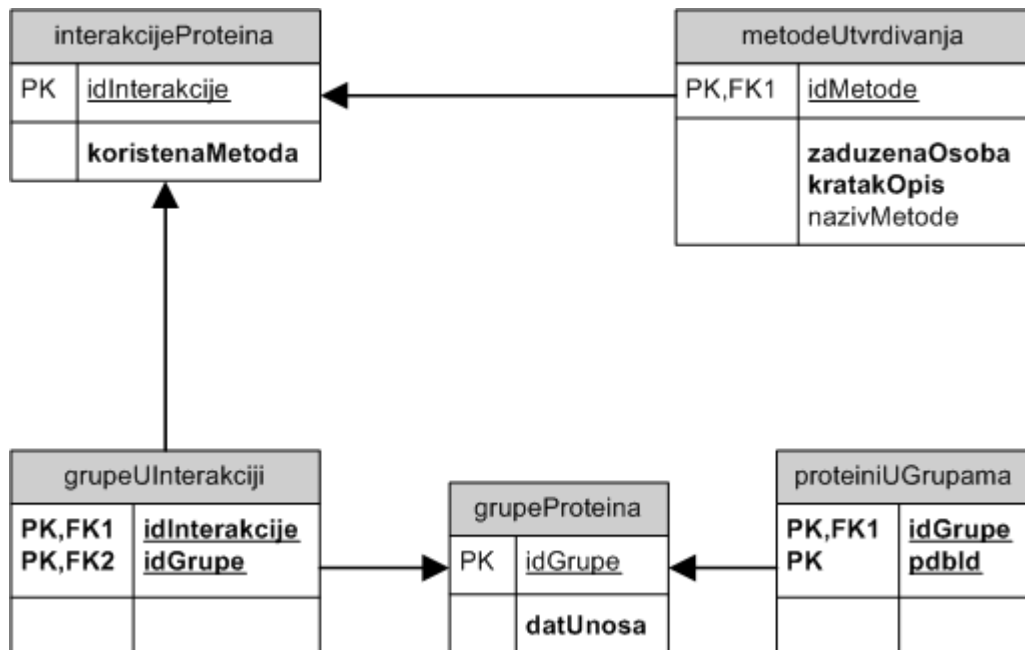 interakcijeProteina
PK idInterakcije
koristenaMetoda
metodeUtvrdivanja
PK,FK1 idMetode
zaduzenaOsoba
kratakOpis
nazivMetode
grupeUInterakciji
PK,FK1 idInterakcije
PK,FK2 idGrupe
grupeProteina
PK idGrupe
datUnosa
proteiniUGrupama
PK,FK1 idGrupe
PK pdbId